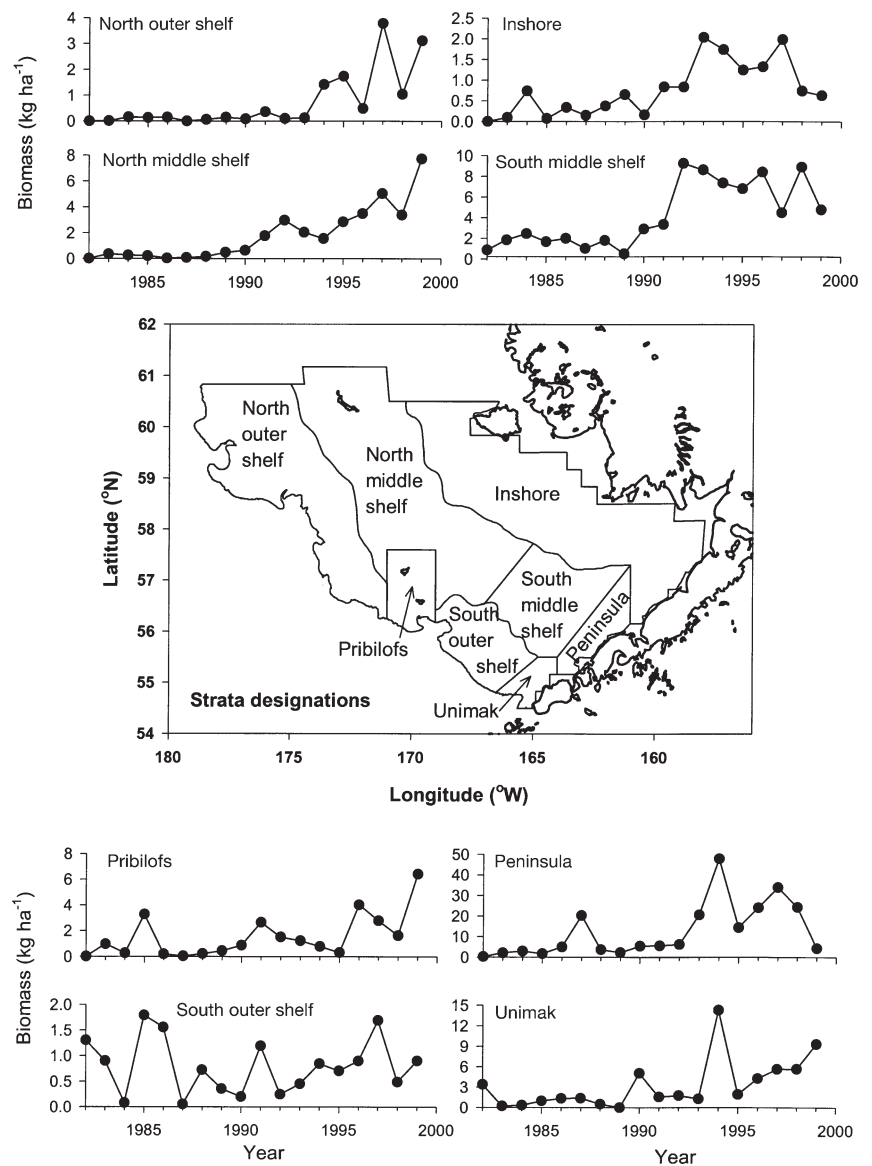 North outer shelf
4
3
2
1
0
Inshore
2.5
2.0
1.5
1.0
0.5
0.0
Biomass (kg ha-1)
North middle shelf
8
6
4
2
0
1985 1990 1995 2000
South middle shelf
10
8
6
4
2
0
1985 1990 1995 2000
62
61
60
59
58
57
56
55
54
Latitude (oN)
North
outer
shelf
North
middle
shelf
Inshore
South
middle
shelf
Peninsula
South
outer
shelf
Pribilofs
Unimak
Strata designations
180 175 170 165 160
Longitude (oW)
Pribilofs
8
6
4
2
0
Peninsula
50
40
30
20
10
0
Biomass (kg ha-1)
South outer shelf
2.0
1.5
1.0
0.5
0.0
1985 1990 1995 2000
Year
Unimak
15
12
9
6
3
0
1985 1990 1995 2000
Year